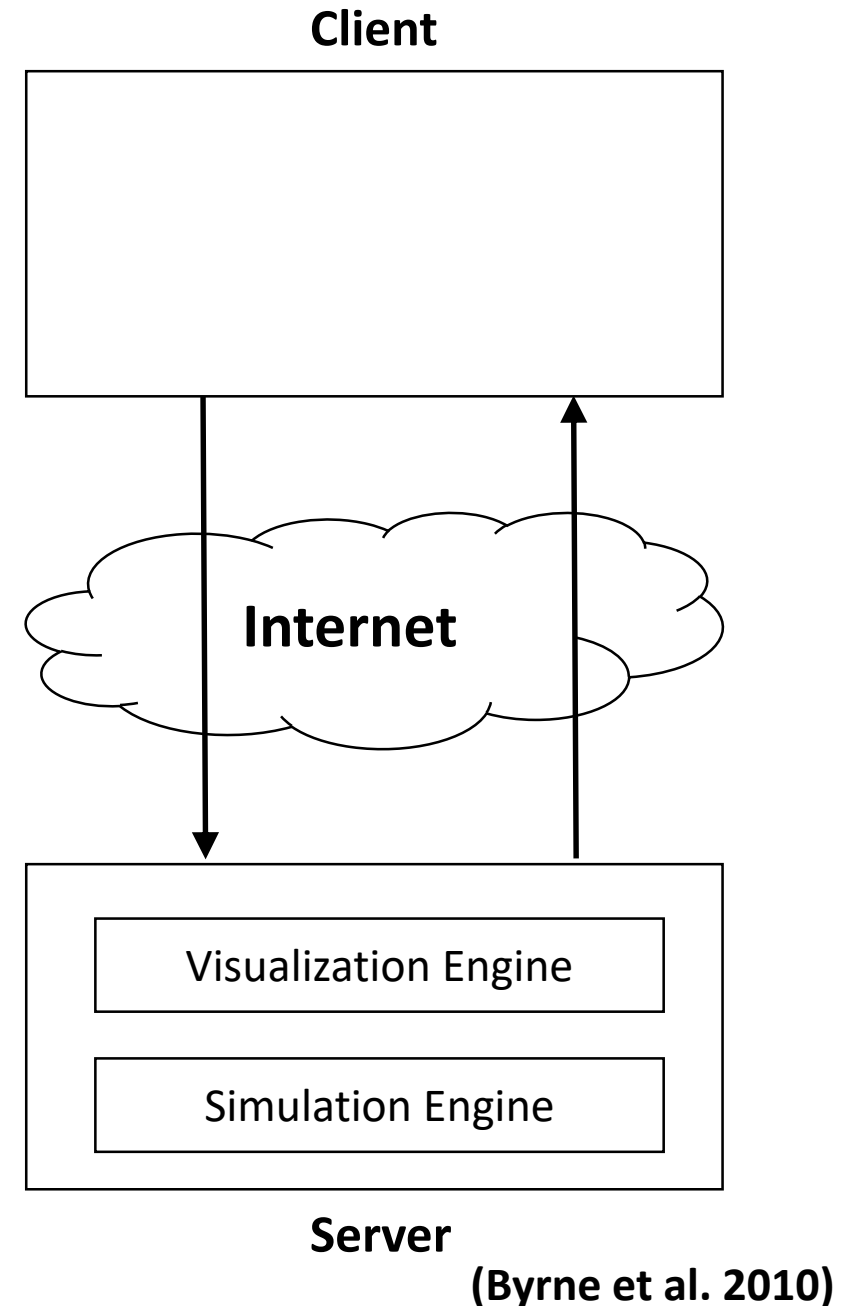 Client
Internet
Visualization Engine
Simulation Engine
Server
(Byrne et al. 2010)